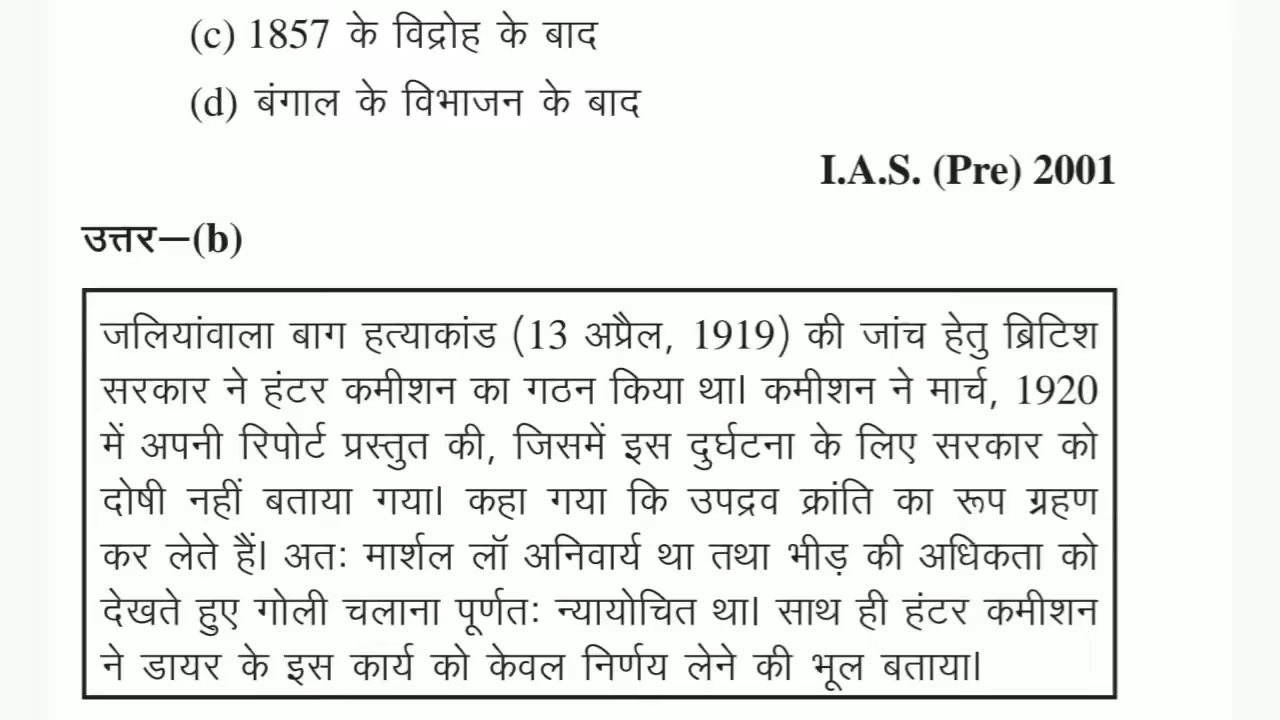 (c) 1857 के विद्रोह के बाद
(d) बंगाल के विभाजन के बाद
I.A.S. (Pre) 2001
उत्तर—(b)
जलियांवाला बाग हत्याकांड (13 अप्रैल, 1919) की जांच हेतु ब्रिटिश
सरकार ने हंटर कमीशन का गठन किया था। कमीशन ने मार्च, 1920
में अपनी रिपोर्ट प्रस्तुत की, जिसमें इस दुर्घटना के लिए सरकार को
दोषी नहीं बताया गया। कहा गया कि उपद्रव क्रांति का रूप ग्रहण
कर लेते हैं। अतः मार्शल लॉ अनिवार्य था तथा भीड़ की अधिकता को
देखते हुए गोली चलाना पूर्णतः न्यायोचित था। साथ ही हंटर कमीशन
ने डायर के इस कार्य को केवल निर्णय लेने की भूल बताया।